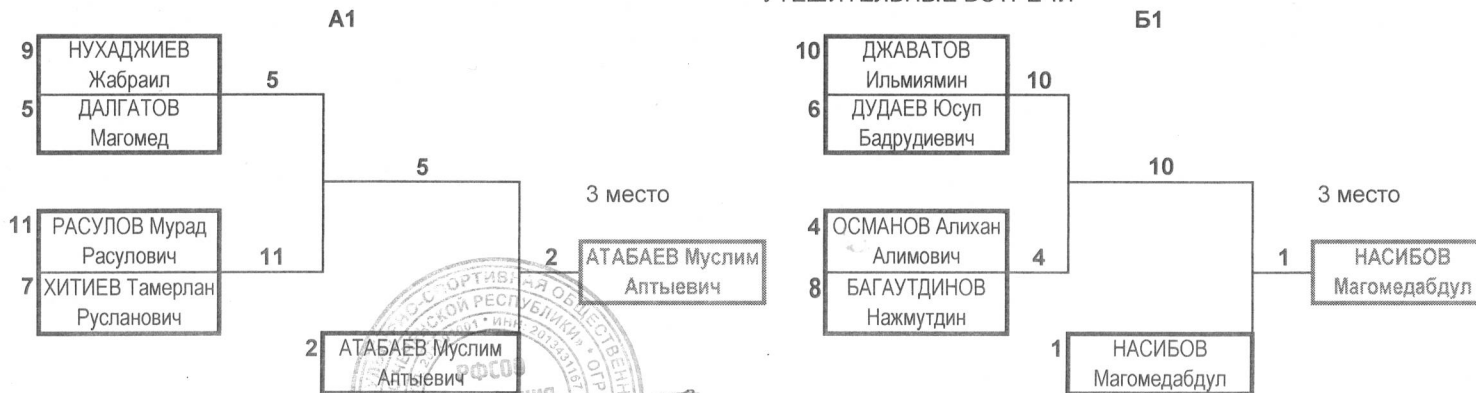 А1
9 НУХАДЖИЕВ
Жабраил
5
5 ДАЛГАТОВ
Магомед
5
11 РАСУЛОВ Мурад
Расулович
11
7 ХИТИЕВ Тамерлан
Русланович
3 место
2 АТАБАЕВ Муслим
Аптыевич
2 АТАБАЕВ Муслим
Аптыевич
РФСОО
Б1
10 ДЖАВАТОВ
Ильмиямин
10
6 ДУДАЕВ Юсуп
Бадрудиевич
10
4 ОСМАНОВ Алихан
Алимович
4
8 БАГАУТДИНОВ
Нажмутдин
3 место
1 НАСИБОВ
Магомедабдул
1 НАСИБОВ
Магомедабдул